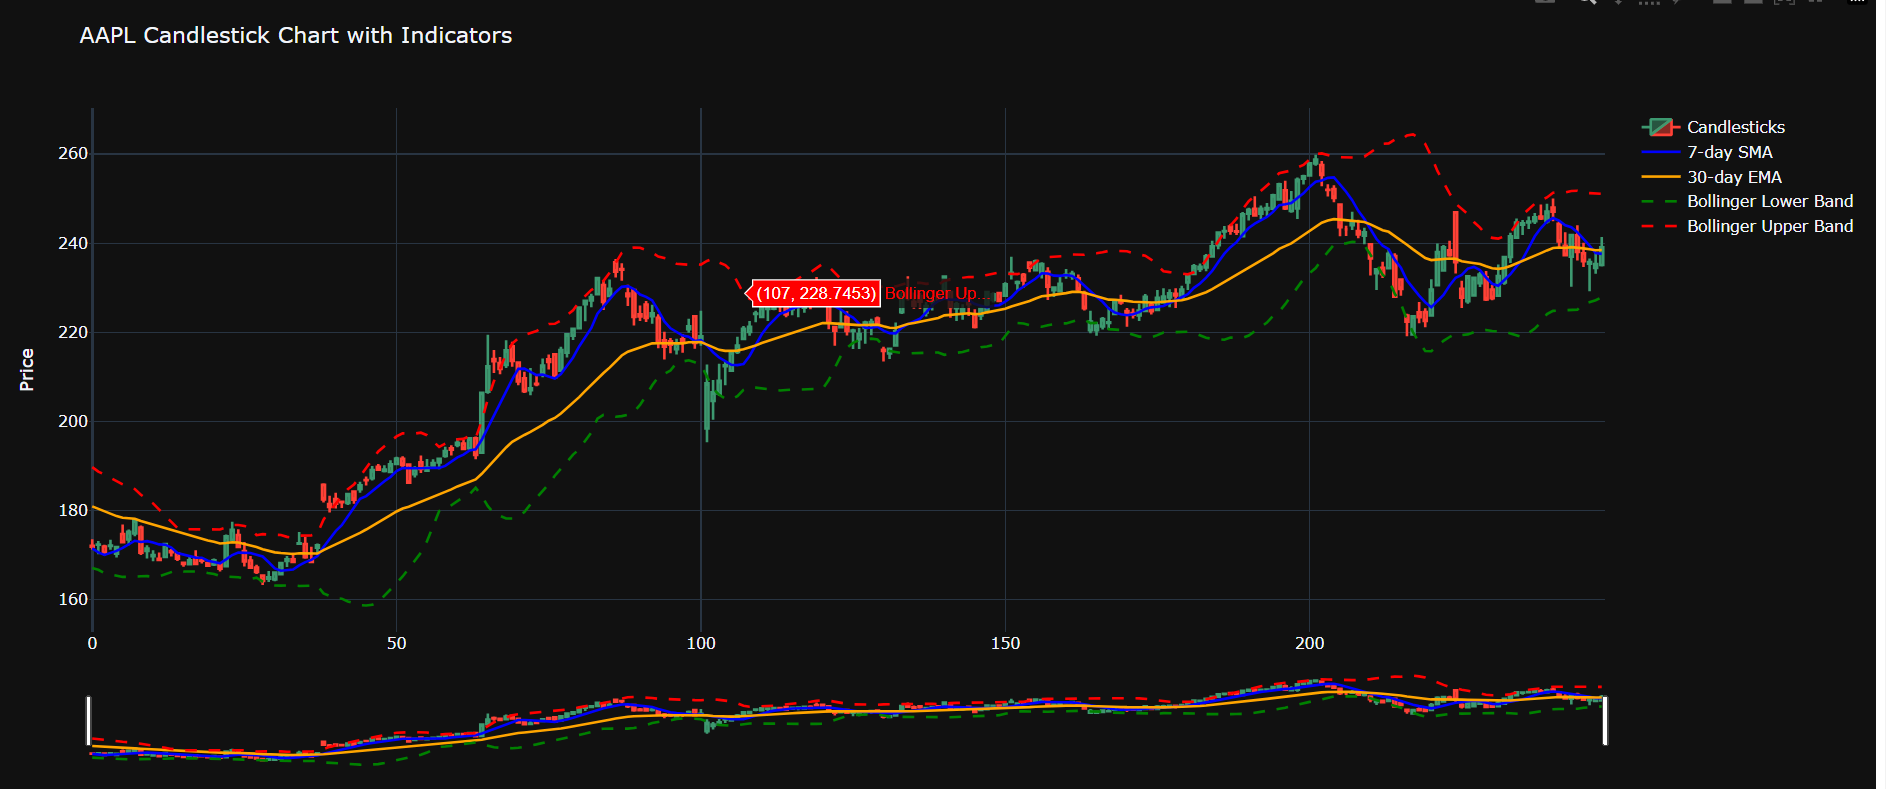 AAPL Candlestick Chart with Indicators
Candlesticks
7-day SMA
30-day EMA
Bollinger Lower Band
Bollinger Upper Band
260
240
220
200
180
160
Price
(107, 228.7453) Bollinger Up...
0 50 100 150 200